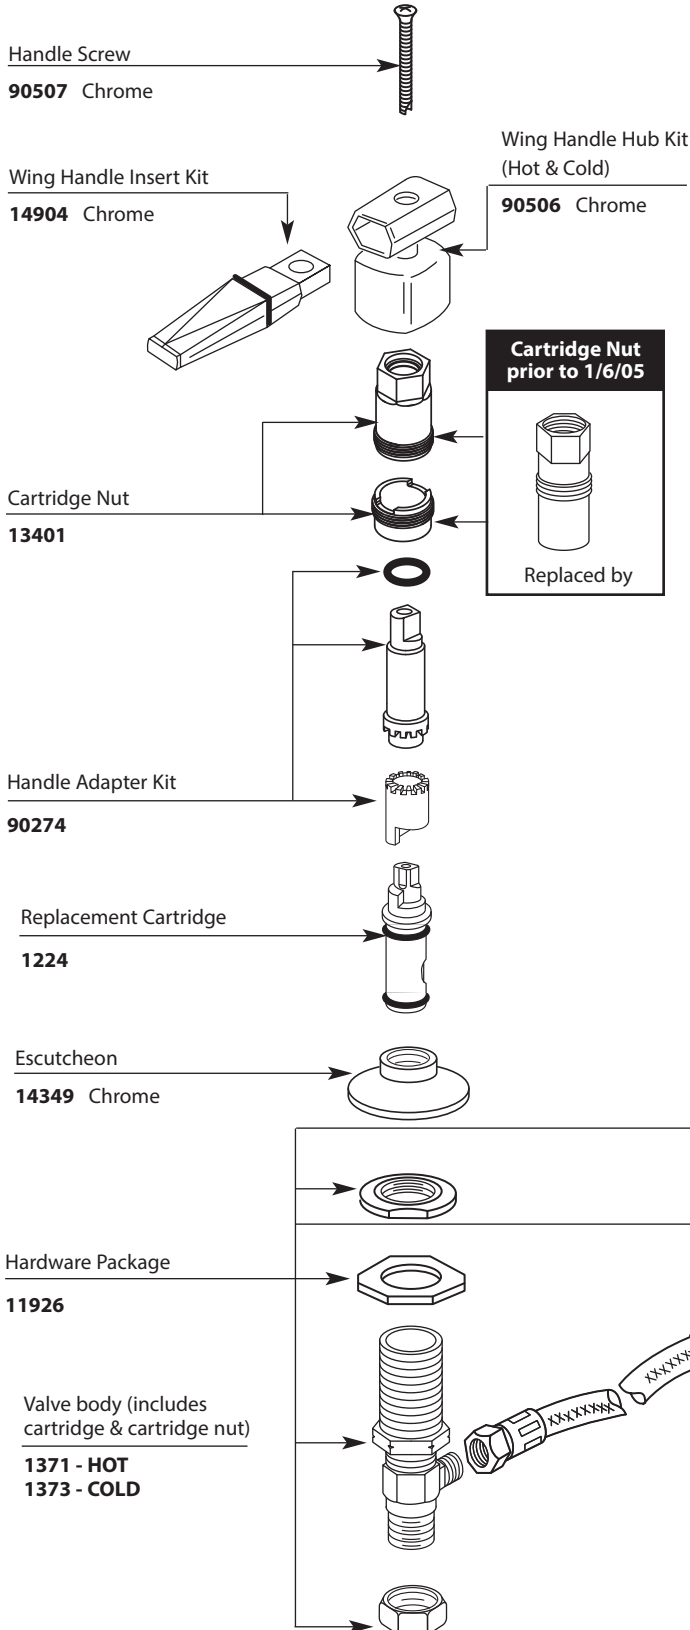 Handle Screw
90507 Chrome
Wing Handle Hub Kit
(Hot & Cold)
90506 Chrome
Wing Handle Insert Kit
14904 Chrome
Cartridge Nut
prior to 1/6/05
Replaced by
Cartridge Nut
13401
Handle Adapter Kit
90274
Replacement Cartridge
1224
Escutcheon
14349 Chrome
Hardware Package
11926
Valve body (includes
cartridge & cartridge nut)
1371 - HOT
1373 - COLD